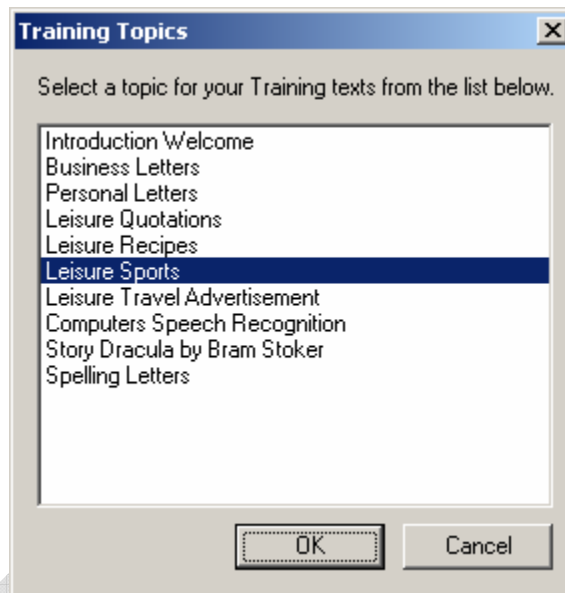 Training Topics
Select a topic for your Training texts from the list below.
Introduction Welcome
Business Letters
Personal Letters
Leisure Quotations
Leisure Recipes
Leisure Sports
Leisure Travel Advertisement
Computers Speech Recognition
Story Dracula by Bram Stoker
Spelling Letters
OK Cancel